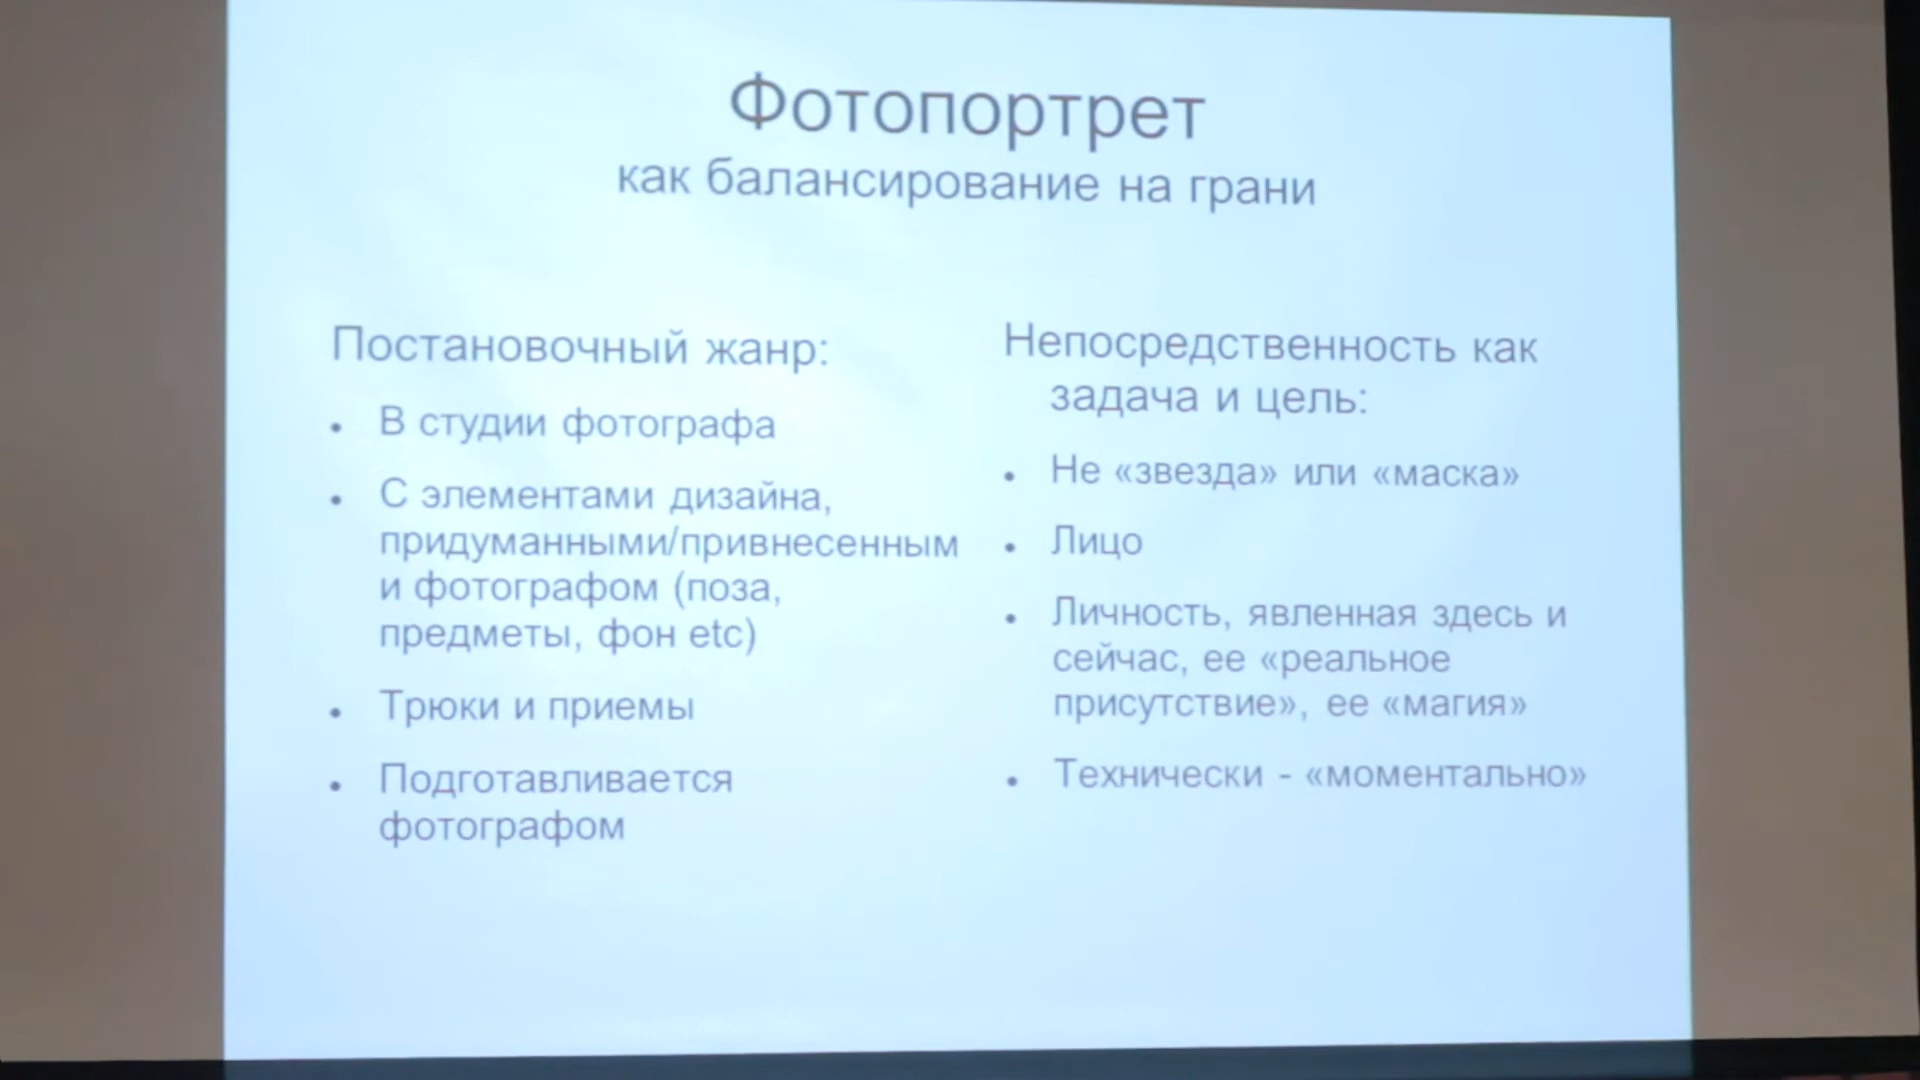 Фотопортрет
как балансирование на грани
Постановочный жанр:
• В студии фотографа
• С элементами дизайна,
придуманными/привнесенным
и фотографом (поза,
предметы, фон etc)
• Трюки и приемы
• Подготавливается
фотографом
Непосредственность как
задача и цель:
• Не «звезда» или «маска»
• Лицо
• Личность, явленная здесь и
сейчас, ее «реальное
присутствие», ее «магия»
• Технически - «моментально»